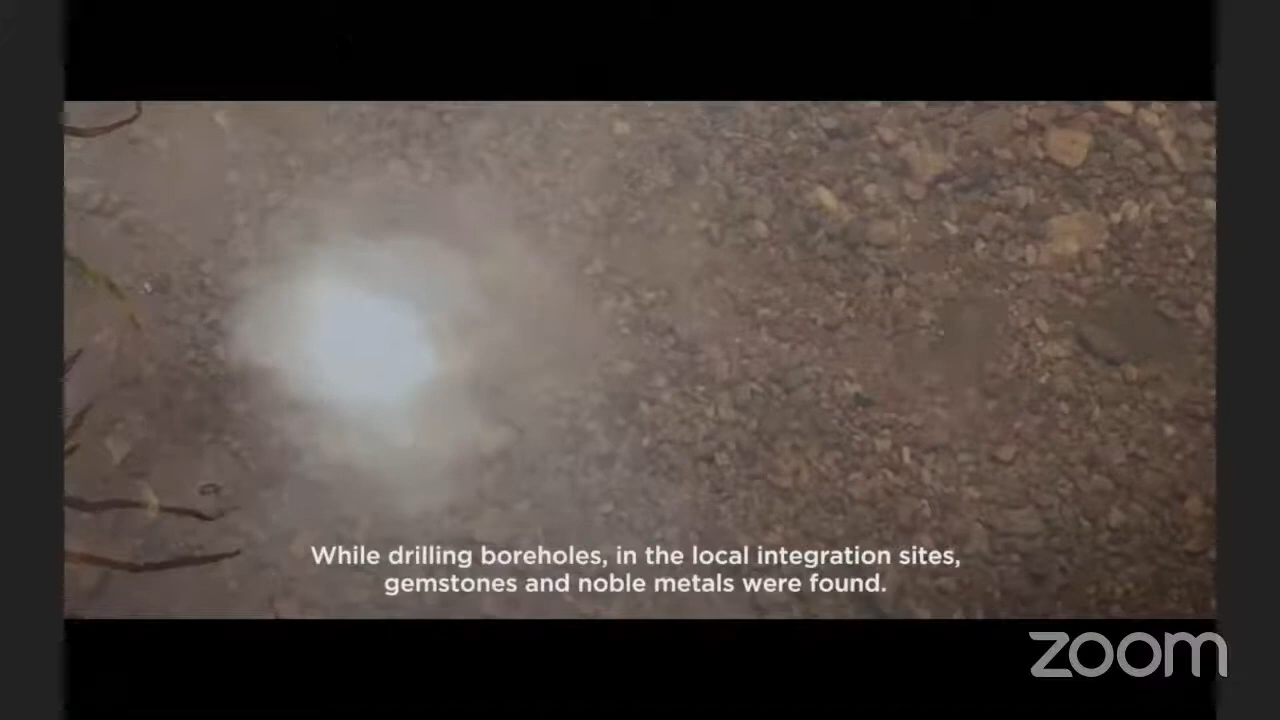 While drilling boreholes, in the local integration sites,
gemstones and noble metals were found.
zoom